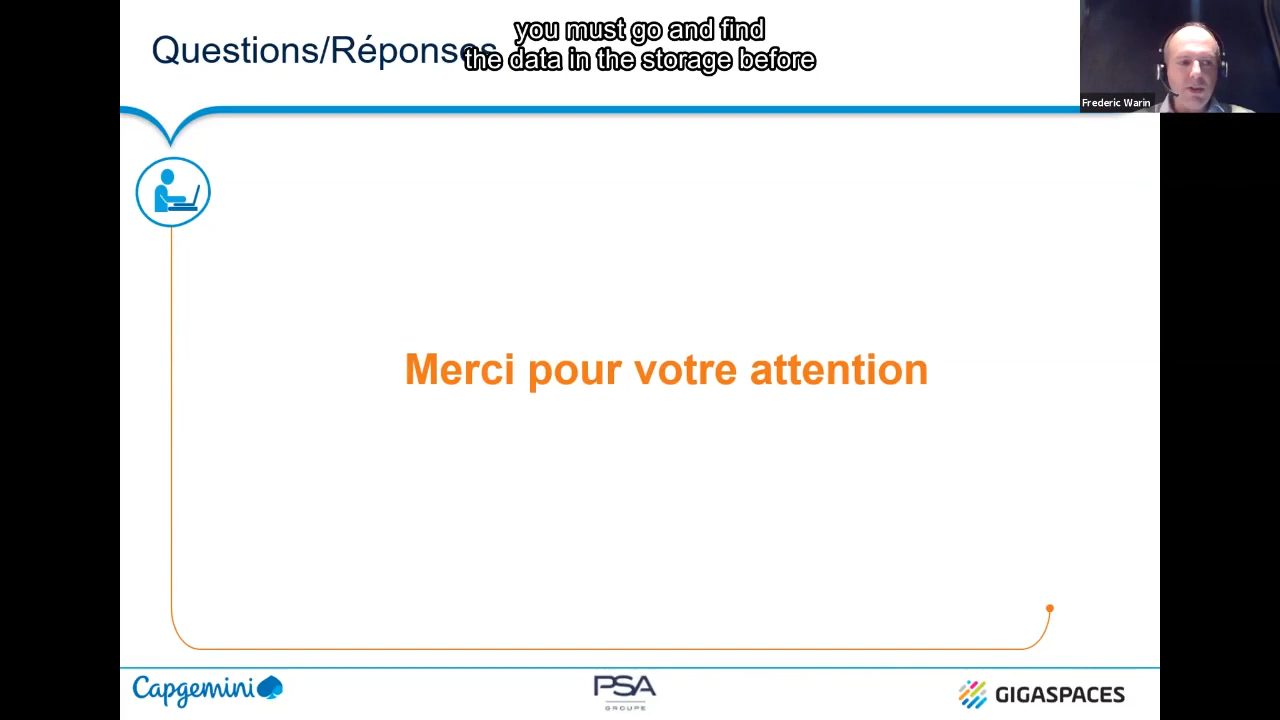 Questions/Réponses
you must go and find
the data in the storage before
Frederic Warin
Merci pour votre attention
Capgemini
PSA
GROUPE
GIGASPACES